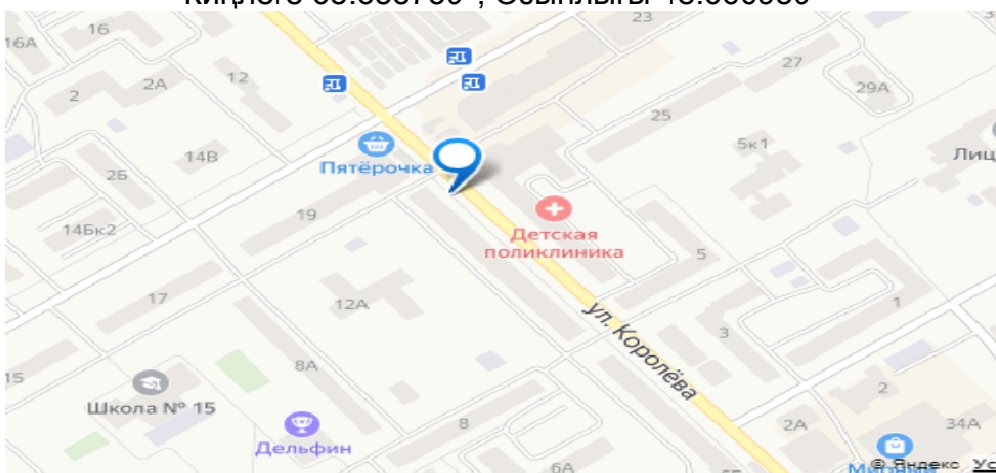 23
16А
16
27
12
2А
29А
2
25
5к1
Лиц
14В
Пятёрочка
2Б
19
Детская
поликлиника
14Бк2
5
17
12А
1
ул. Королёва
3
8А
15
Школа № 15
2
8
2А
34А
Дельфин
6А
© Яндекс Ус